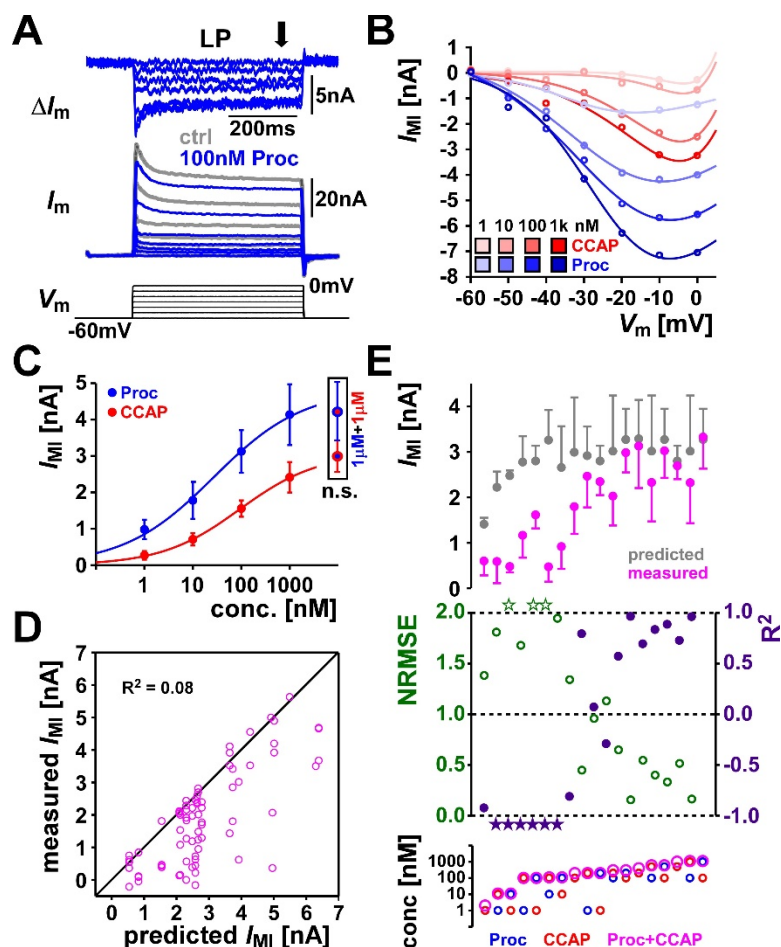 A
LP
ΔIm
5nA
200ms
ctrl
100nM Proc
Im
20nA
Vm
0mV
-60mV
B
IMI [nA]
1
0
-1
-2
-3
-4
-5
-6
-7
-8
1 10 100 1k nM
CCAP
Proc
-60 -50 -40 -30 -20 -10 0
Vm [mV]
C
IMI [nA]
5
4
3
2
1
0
Proc
CCAP
1μM+1μM
n.s.
1 10 100 1000
conc. [nM]
D
measured IMI [nA]
7
6
5
4
3
2
1
0
R² = 0.08
0 1 2 3 4 5 6 7
predicted IMI [nA]
E
IMI [nA]
4
3
2
1
0
predicted
measured
NRMSE
2.0
1.5
1.0
0.5
0.0
R²
1.0
0.5
0.0
-0.5
-1.0
conc [nM]
1000
100
10
1
Proc CCAP Proc+CCAP